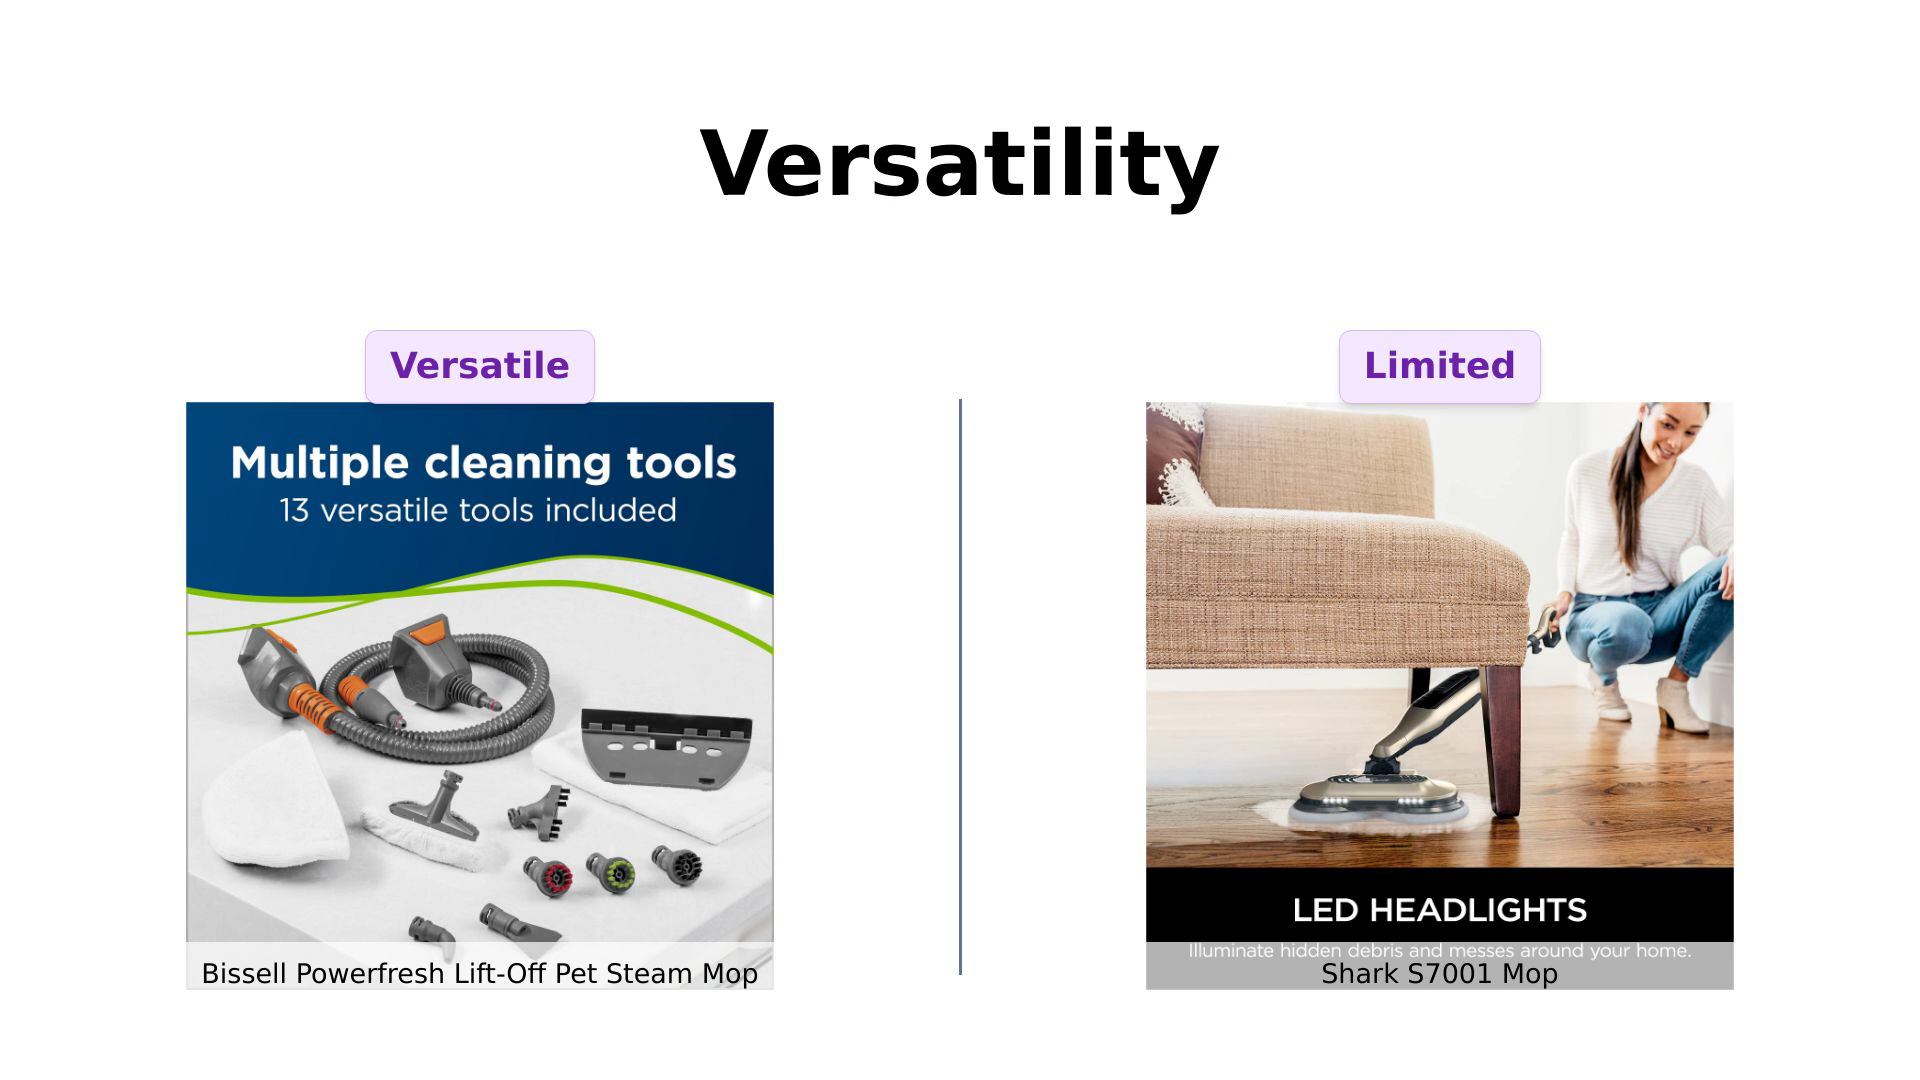 Versatility
Versatile
Multiple cleaning tools
13 versatile tools included
Bissell Powerfresh Lift-Off Pet Steam Mop
Limited
LED HEADLIGHTS
Illuminate hidden debris and messes around your home.
Shark S7001 Mop